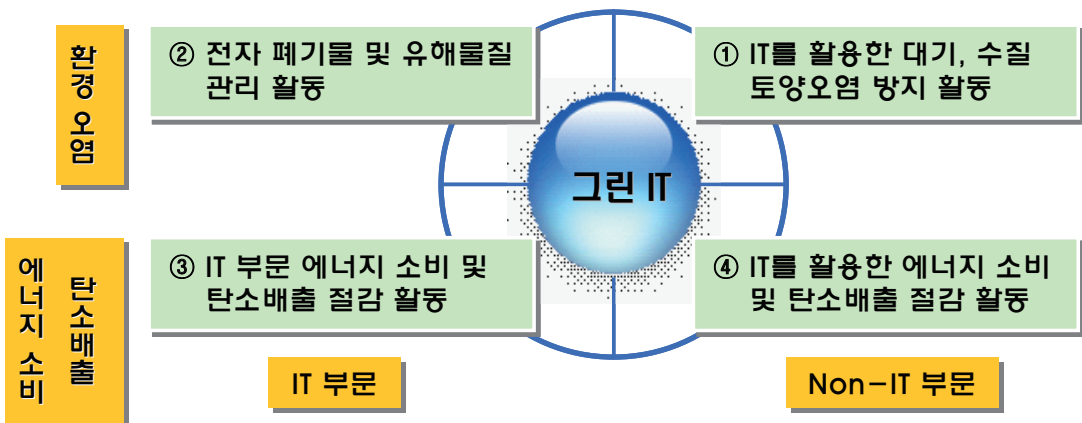 환경 오염
② 전자 폐기물 및 유해물질
관리 활동
① IT를 활용한 대기, 수질
토양오염 방지 활동
그린 IT
에너지 소비
탄소배출
③ IT 부문 에너지 소비 및
탄소배출 절감 활동
④ IT를 활용한 에너지 소비
및 탄소배출 절감 활동
IT 부문
Non-IT 부문